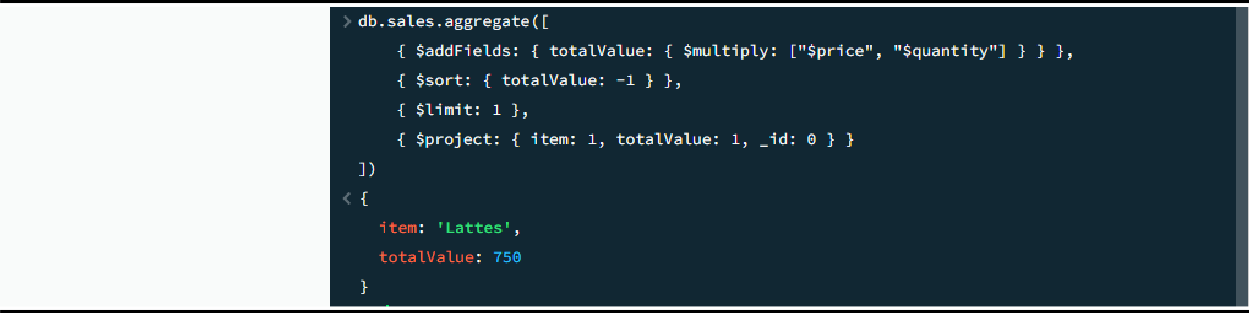 > db.sales.aggregate([
{ $addFields: { totalValue: { $multiply: ["$price", "$quantity"] } } },
{ $sort: { totalValue: -1 } },
{ $limit: 1 },
{ $project: { item: 1, totalValue: 1, _id: 0 } }
])
< {
item: 'Lattes',
totalValue: 750
}